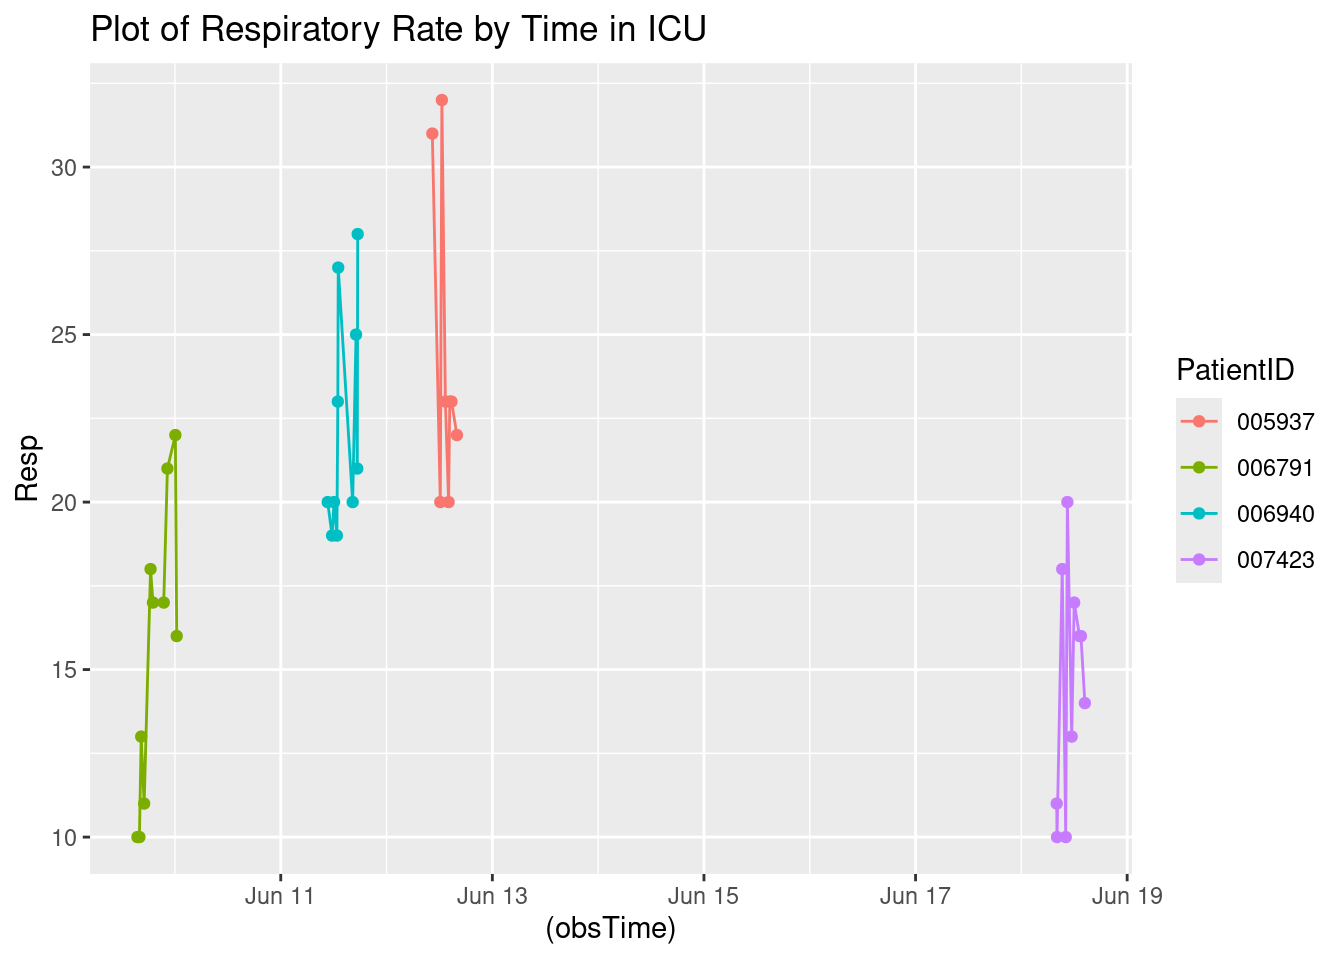 Plot of Respiratory Rate by Time in ICU
Resp
30
25
20
15
10
Jun 11
Jun 13
Jun 15
Jun 17
Jun 19
(obsTime)
PatientID
005937
006791
006940
007423